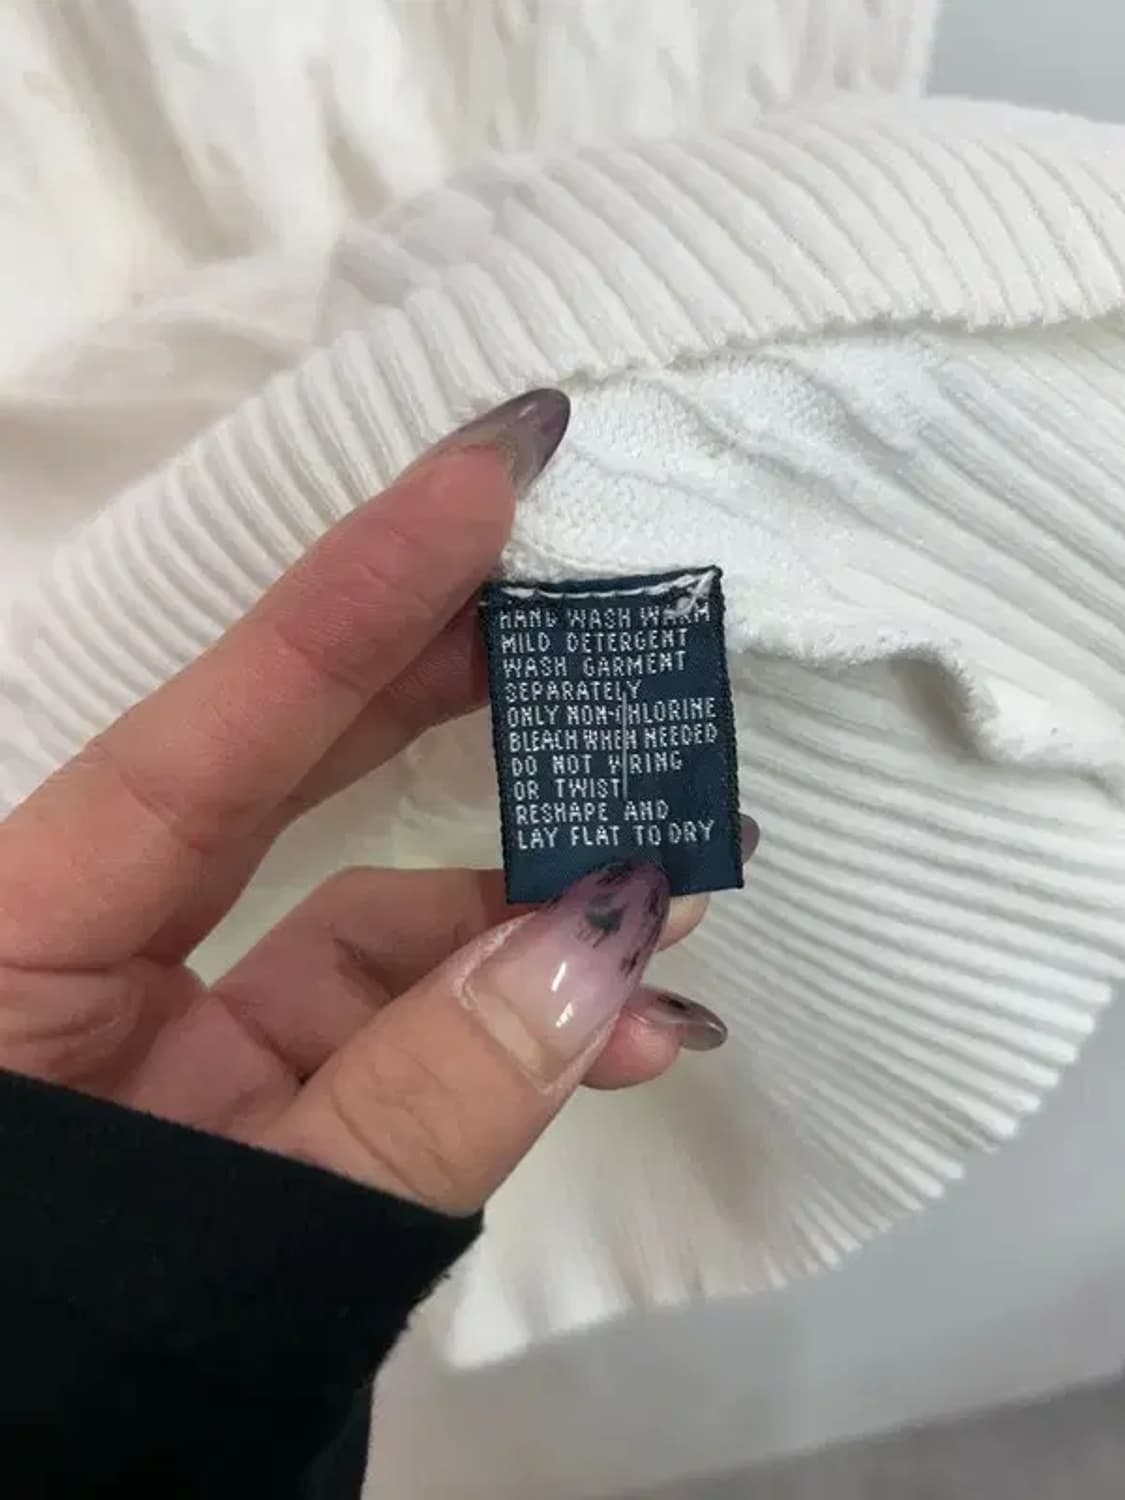 HAND WASH WARM
MILD DETERGENT
WASH GARMENT
SEPARATELY
ONLY NON-CHLORINE
BLEACH WHEN NEEDED
DO NOT WRING
OR TWIST
RESHAPE AND
LAY FLAT TO DRY